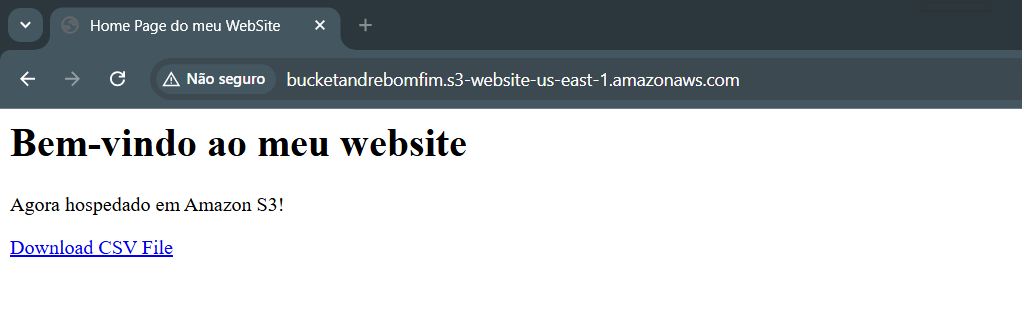 Home Page do meu WebSite
Não seguro bucketandrebomfim.s3-website-us-east-1.amazonaws.com
Bem-vindo ao meu website
Agora hospedado em Amazon S3!
Download CSV File